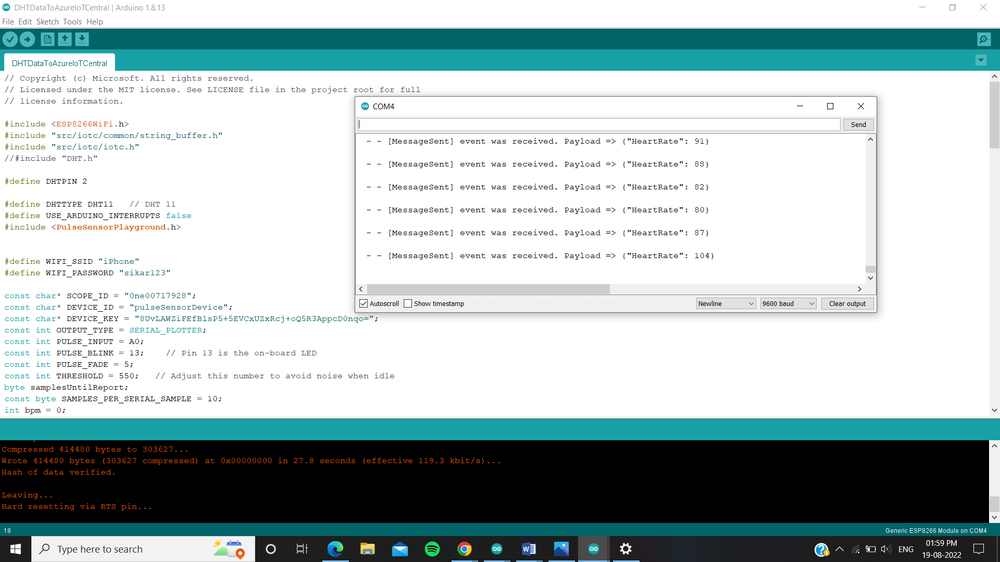 DHTDataToAzureIoTCentral | Arduino 1.8.13
File Edit Sketch Tools Help
DHTDataToAzureIoTCentral
// Copyright (c) Microsoft. All rights reserved.
// Licensed under the MIT license. See LICENSE file in the project root for full
// license information.
#include <ESP8266WiFi.h>
#include "src/iotc/common/string_buffer.h"
#include "src/iotc/iotc.h"
//#include "DHT.h"
#define DHTPIN 2
#define DHTTYPE DHT11   // DHT 11
#define USE_ARDUINO_INTERRUPTS false
#include <PulseSensorPlayground.h>
#define WIFI_SSID "iPhone"
#define WIFI_PASSWORD "sikar123"
const char* SCOPE_ID = "0ne00717928";
const char* DEVICE_ID = "pulseSensorDevice";
const char* DEVICE_KEY = "8UvLAWZiFEfBlsP5+5EVCxUZxRcj+oQ5R3AppcD0nqo=";
const int OUTPUT_TYPE = SERIAL_PLOTTER;
const int PULSE_INPUT = A0;
const int PULSE_BLINK = 13;    // Pin 13 is the on-board LED
const int PULSE_FADE = 5;
const int THRESHOLD = 550;   // Adjust this number to avoid noise when idle
byte samplesUntilReport;
const byte SAMPLES_PER_SERIAL_SAMPLE = 10;
int bpm = 0;
COM4
Send
- - [MessageSent] event was received. Payload => {"HeartRate": 91}
- - [MessageSent] event was received. Payload => {"HeartRate": 88}
- - [MessageSent] event was received. Payload => {"HeartRate": 82}
- - [MessageSent] event was received. Payload => {"HeartRate": 80}
- - [MessageSent] event was received. Payload => {"HeartRate": 87}
- - [MessageSent] event was received. Payload => {"HeartRate": 104}
Autoscroll Show timestamp Newline 9600 baud Clear output
Compressed 414480 bytes to 303627...
Wrote 414480 bytes (303627 compressed) at 0x00000000 in 27.8 seconds (effective 119.3 kbit/s)...
Hash of data verified.
Leaving...
Hard resetting via RTS pin...
18 Generic ESP8266 Module on COM4
Type here to search
ENG
01:59 PM
19-08-2022